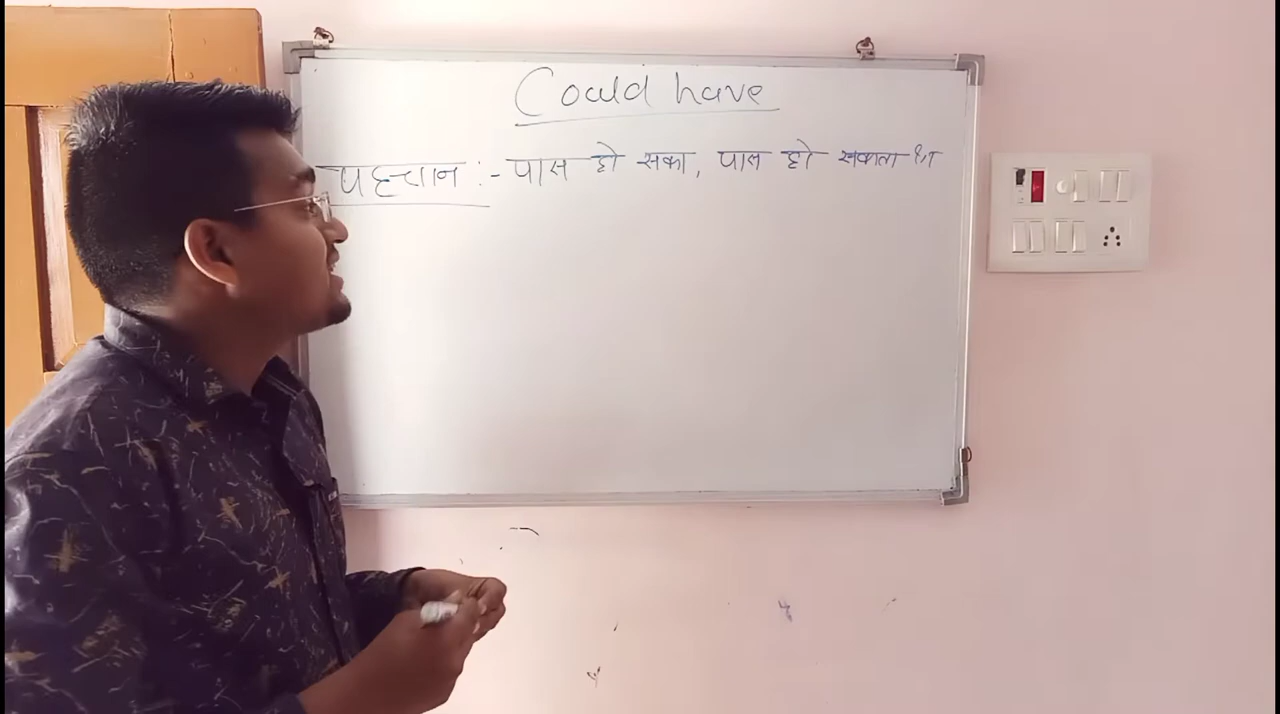 Could have
पहचान :- पास हो सका, पास हो सकता था